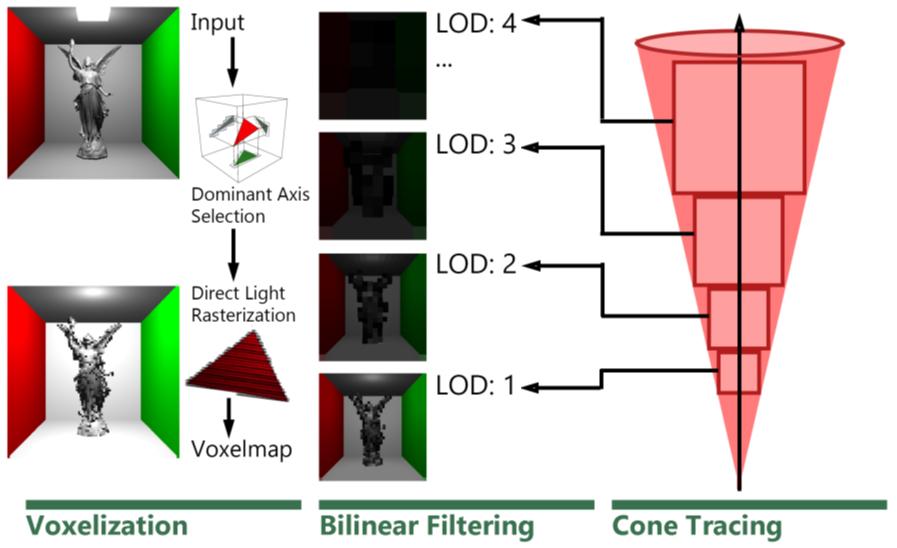 Input
Dominant Axis
Selection
Direct Light
Rasterization
Voxelmap
LOD: 4
...
LOD: 3
LOD: 2
LOD: 1
Voxelization
Bilinear Filtering
Cone Tracing